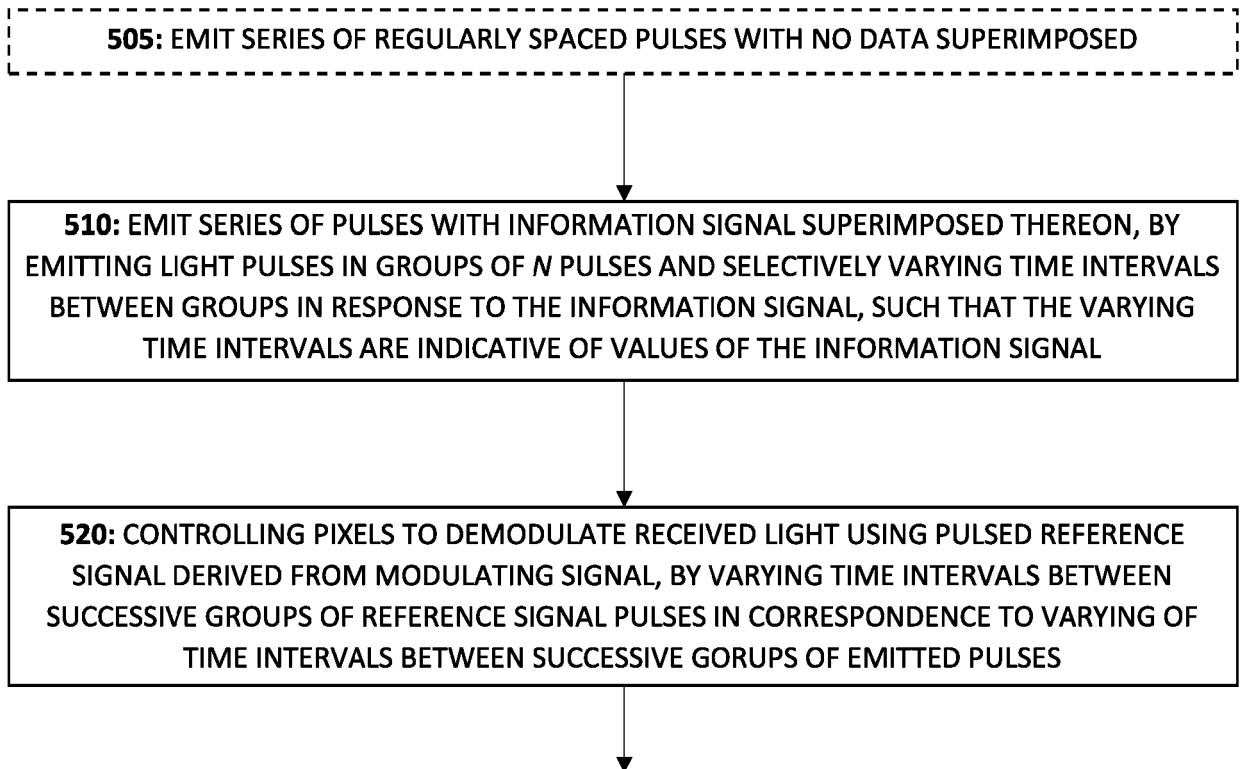 505: EMIT SERIES OF REGULARLY SPACED PULSES WITH NO DATA SUPERIMPOSED
510: EMIT SERIES OF PULSES WITH INFORMATION SIGNAL SUPERIMPOSED THEREON, BY
EMITTING LIGHT PULSES IN GROUPS OF N PULSES AND SELECTIVELY VARYING TIME INTERVALS
BETWEEN GROUPS IN RESPONSE TO THE INFORMATION SIGNAL, SUCH THAT THE VARYING
TIME INTERVALS ARE INDICATIVE OF VALUES OF THE INFORMATION SIGNAL
520: CONTROLLING PIXELS TO DEMODULATE RECEIVED LIGHT USING PULSED REFERENCE
SIGNAL DERIVED FROM MODULATING SIGNAL, BY VARYING TIME INTERVALS BETWEEN
SUCCESSIVE GROUPS OF REFERENCE SIGNAL PULSES IN CORRESPONDENCE TO VARYING OF
TIME INTERVALS BETWEEN SUCCESSIVE GORUPS OF EMITTED PULSES